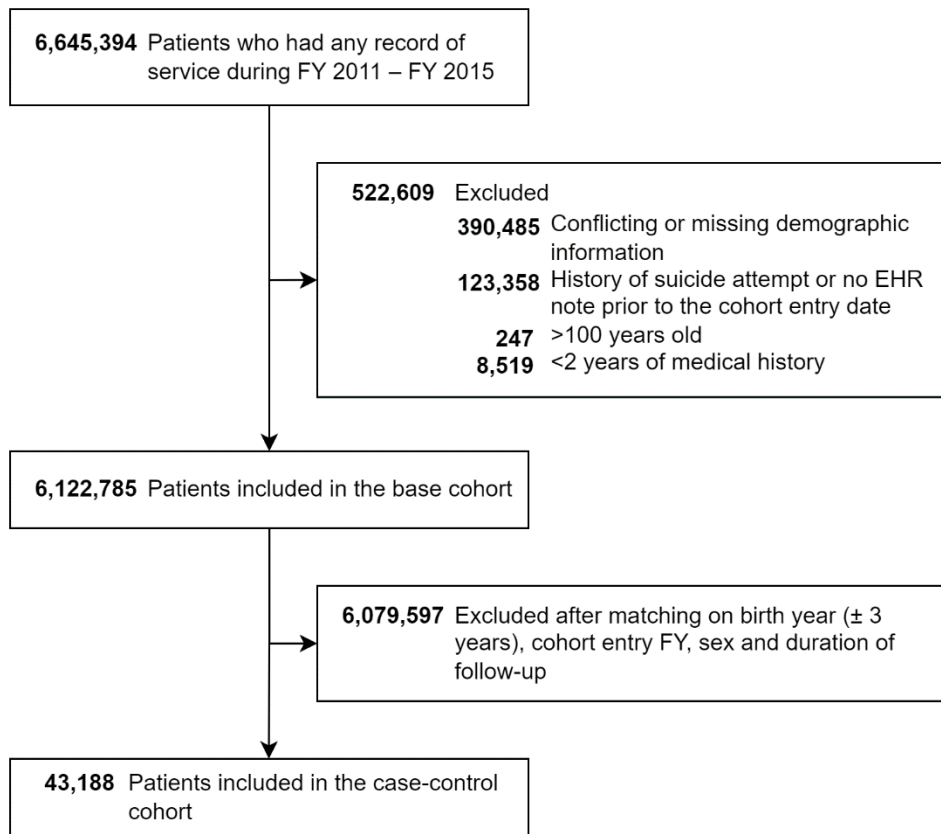 6,645,394 Patients who had any record of
service during FY 2011 – FY 2015
522,609 Excluded
390,485 Conflicting or missing demographic
information
123,358 History of suicide attempt or no EHR
note prior to the cohort entry date
247 >100 years old
8,519 <2 years of medical history
6,122,785 Patients included in the base cohort
6,079,597 Excluded after matching on birth year (± 3
years), cohort entry FY, sex and duration of
follow-up
43,188 Patients included in the case-control
cohort